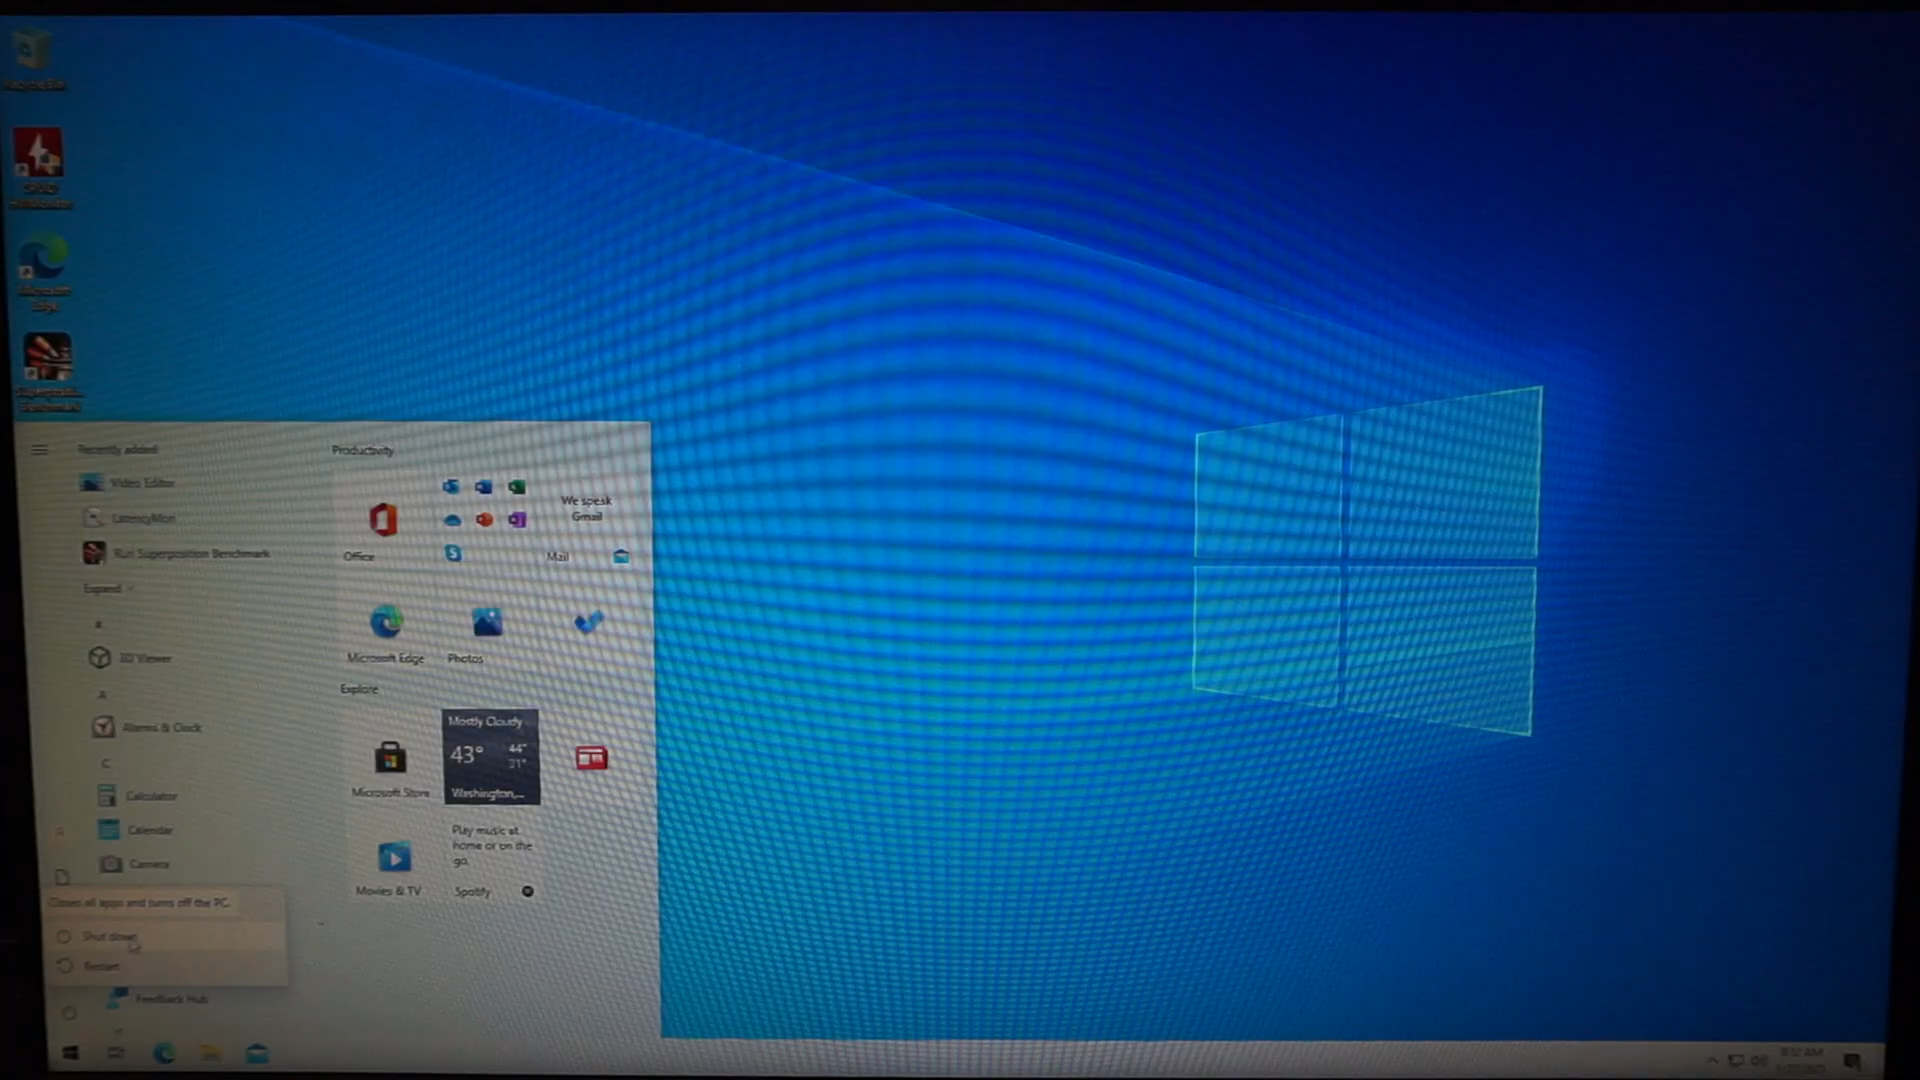 Recycle Bin
CPUID
HWMonitor
Microsoft
Edge
Superposition
Benchmark
Recently added
Video Editor
LatencyMon
Run Superposition Benchmark
Expand
#
3D Viewer
A
Alarms & Clock
C
Calculator
Calendar
Camera
Closes all apps and turns off the PC.
Shut down
Restart
Feedback Hub
Productivity
Office
We speak
Gmail
Mail
Microsoft Edge
Photos
Explore
Microsoft Store
Mostly Cloudy
43°
44°
21°
Washington,...
Movies & TV
Play music at
home or on the
go.
Spotify